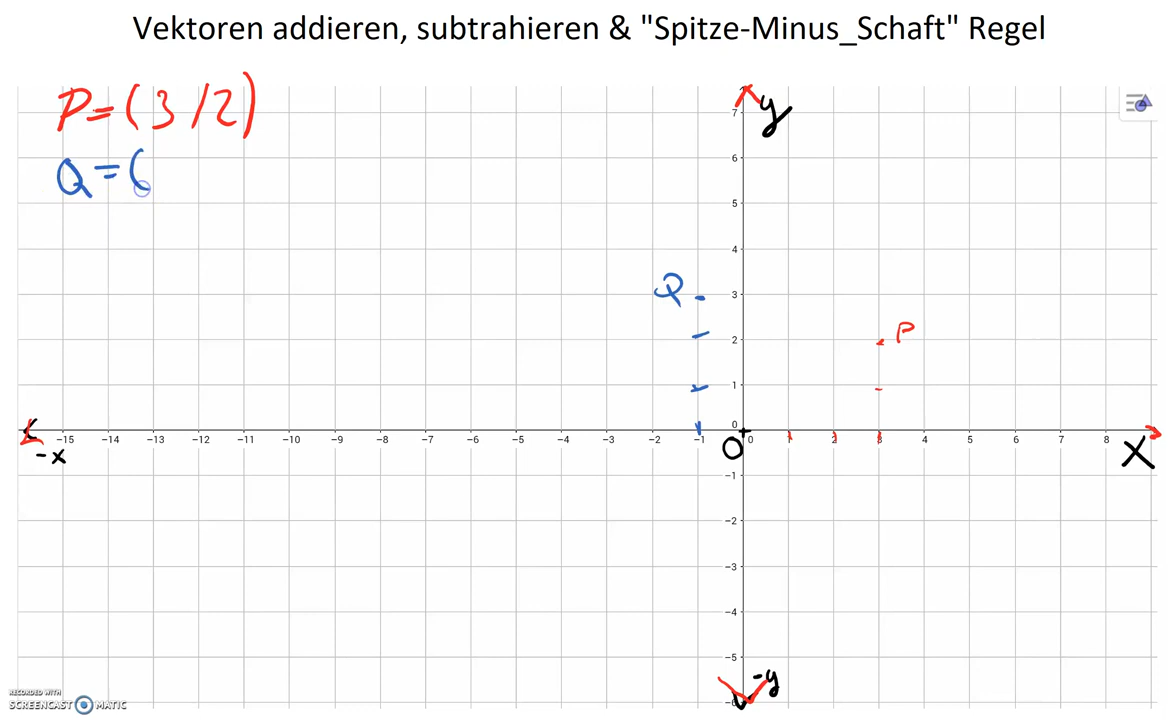 Vektoren addieren, subtrahieren & "Spitze-Minus_Schaft" Regel
P=(3/2)
Q=(
y
7
6
5
4
Q
3
2
P
1
0
-15 -14 -13 -12 -11 -10 -9 -8 -7 -6 -5 -4 -3 -2 -1 0 1 2 3 4 5 6 7 8
-x
O
X
-1
-2
-3
-4
-5
-y
-6
RECORDED WITH
SCREENCAST MATIC